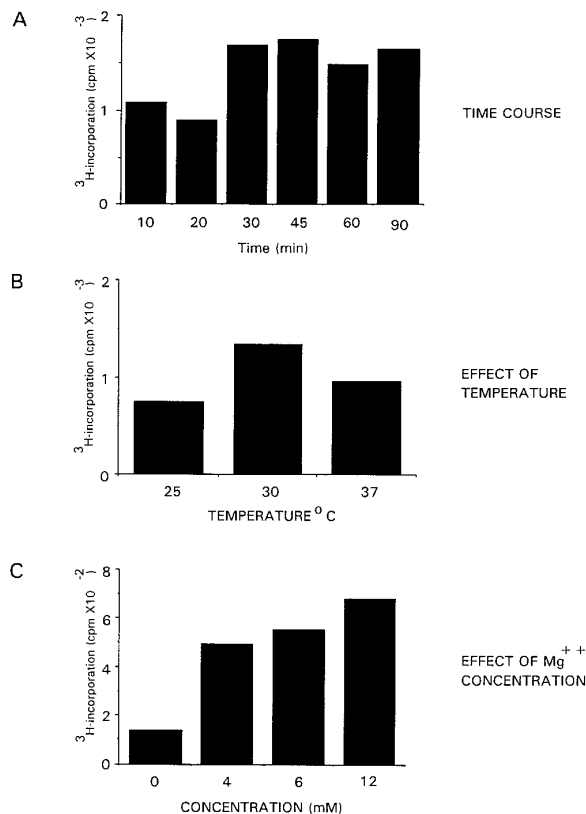 A
³H-incorporation (cpm X10⁻³)
2
1
0
10 20 30 45 60 90
Time (min)
TIME COURSE
B
³H-incorporation (cpm X10⁻³)
2
1
0
25 30 37
TEMPERATURE ⁰ C
EFFECT OF
TEMPERATURE
C
³H-incorporation (cpm X10⁻²)
8
6
4
2
0
0 4 6 12
CONCENTRATION (mM)
EFFECT OF Mg⁺⁺
CONCENTRATION